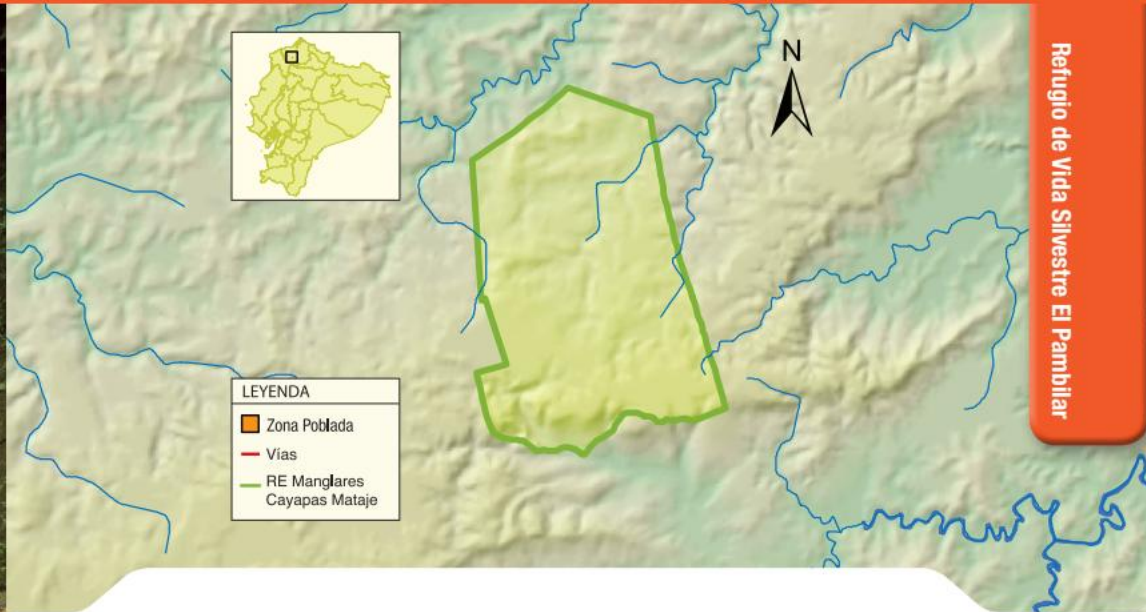 N
Refugio de Vida Silvestre El Pambilar
LEYENDA
Zona Poblada
Vías
RE Manglares
Cayapas Mataje